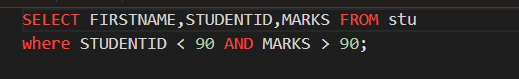 SELECT FIRSTNAME,STUDENTID,MARKS FROM stu
where STUDENTID < 90 AND MARKS > 90;